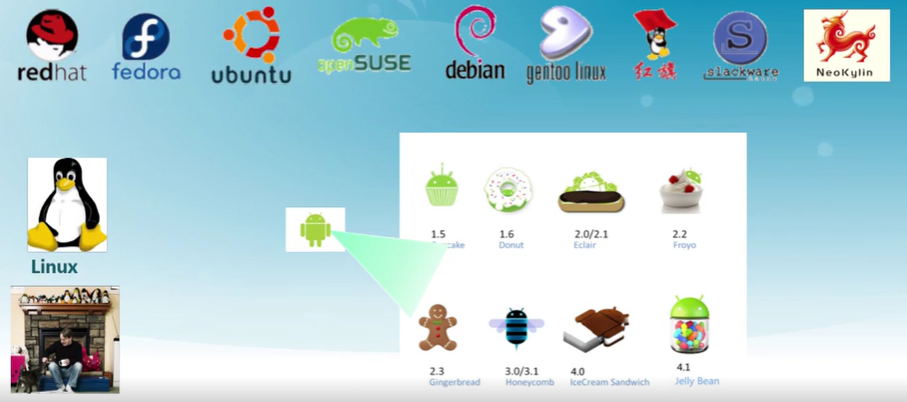 redhat
fedora
ubuntu
openSUSE
debian
gentoo linux
红旗
slackware
NeoKylin
Linux
1.5
1.6
Donut
2.0/2.1
Eclair
2.2
Froyo
2.3
Gingerbread
3.0/3.1
Honeycomb
4.0
IceCream Sandwich
4.1
Jelly Bean